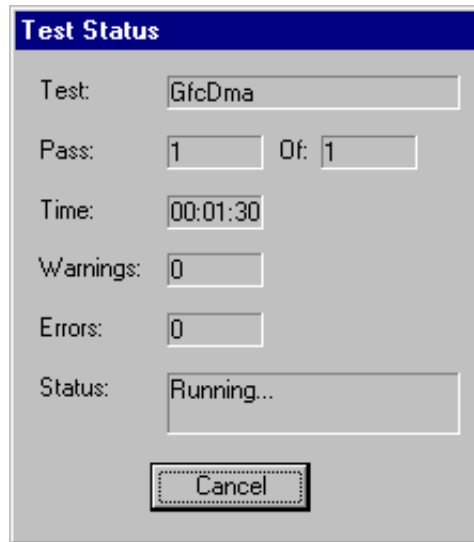 Test Status
Test: GfcDma
Pass: 1 Of: 1
Time: 00:01:30
Warnings: 0
Errors: 0
Status: Running...
Cancel